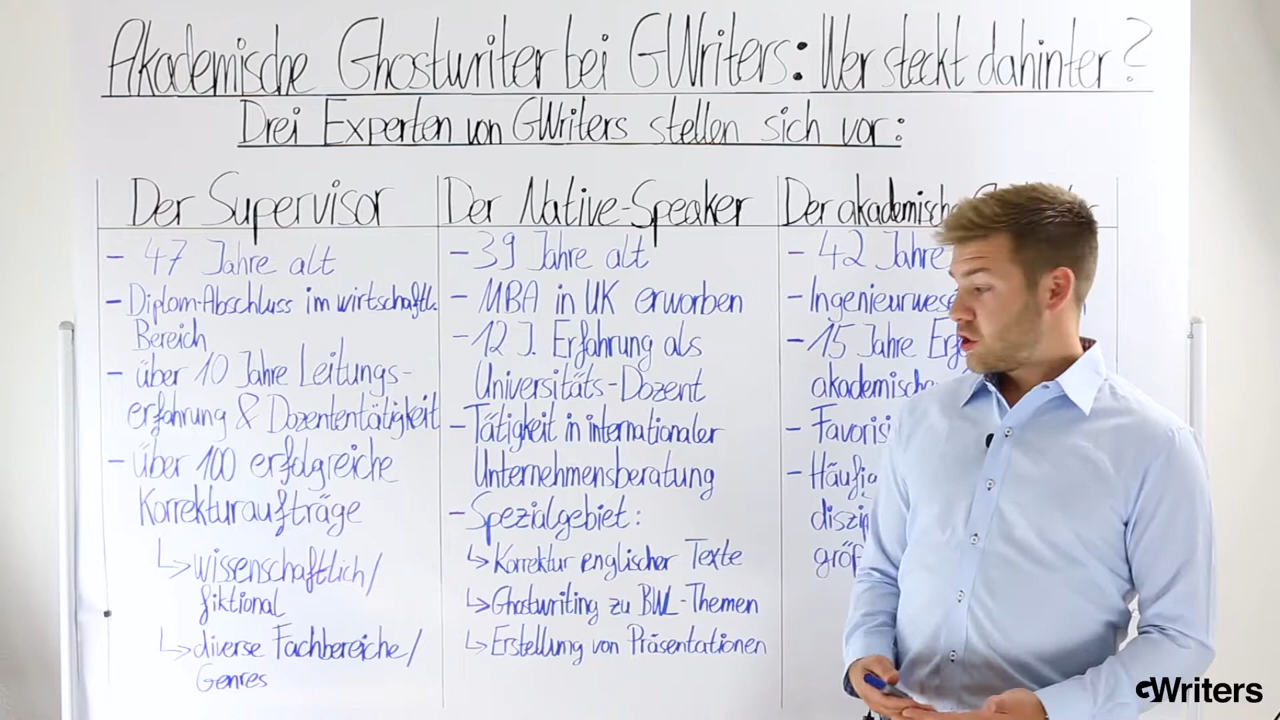 Akademische Ghostwriter bei GWriters: Wer steckt dahinter?
Drei Experten von GWriters stellen sich vor:
Der Supervisor
- 47 Jahre alt
- Diplom-Abschluss im wirtschaftl.
Bereich
- über 10 Jahre Leitungs-
erfahrung & Dozententätigkeit
- über 100 erfolgreiche
Korrekturaufträge
↳ wissenschaftlich/
fiktional
↳ diverse Fachbereiche/
Genres
Der Native-Speaker
- 39 Jahre alt
- MBA in UK erworben
- 12 J. Erfahrung als
Universitäts-Dozent
- Tätigkeit in internationaler
Unternehmensberatung
- Spezialgebiet:
↳ Korrektur englischer Texte
↳ Ghostwriting zu BWL-Themen
↳ Erstellung von Präsentationen
Der akademisch
- 42 Jahre
- Ingenieurwese
- 15 Jahre Erf
akademisch
- Favorisi
- Häufig
diszip
größ
GWriters